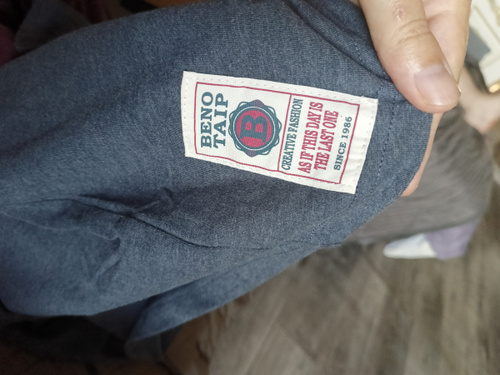 BENO
TAIP
B
CREATIVE FASHION
AS IF THIS DAY IS
THE LAST ONE
SINCE 1986